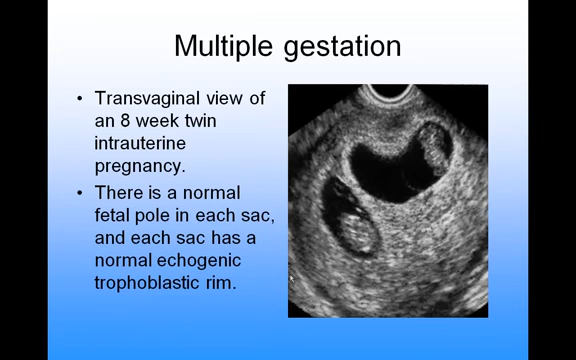 Multiple gestation
• Transvaginal view of
an 8 week twin
intrauterine
pregnancy.
• There is a normal
fetal pole in each sac,
and each sac has a
normal echogenic
trophoblastic rim.